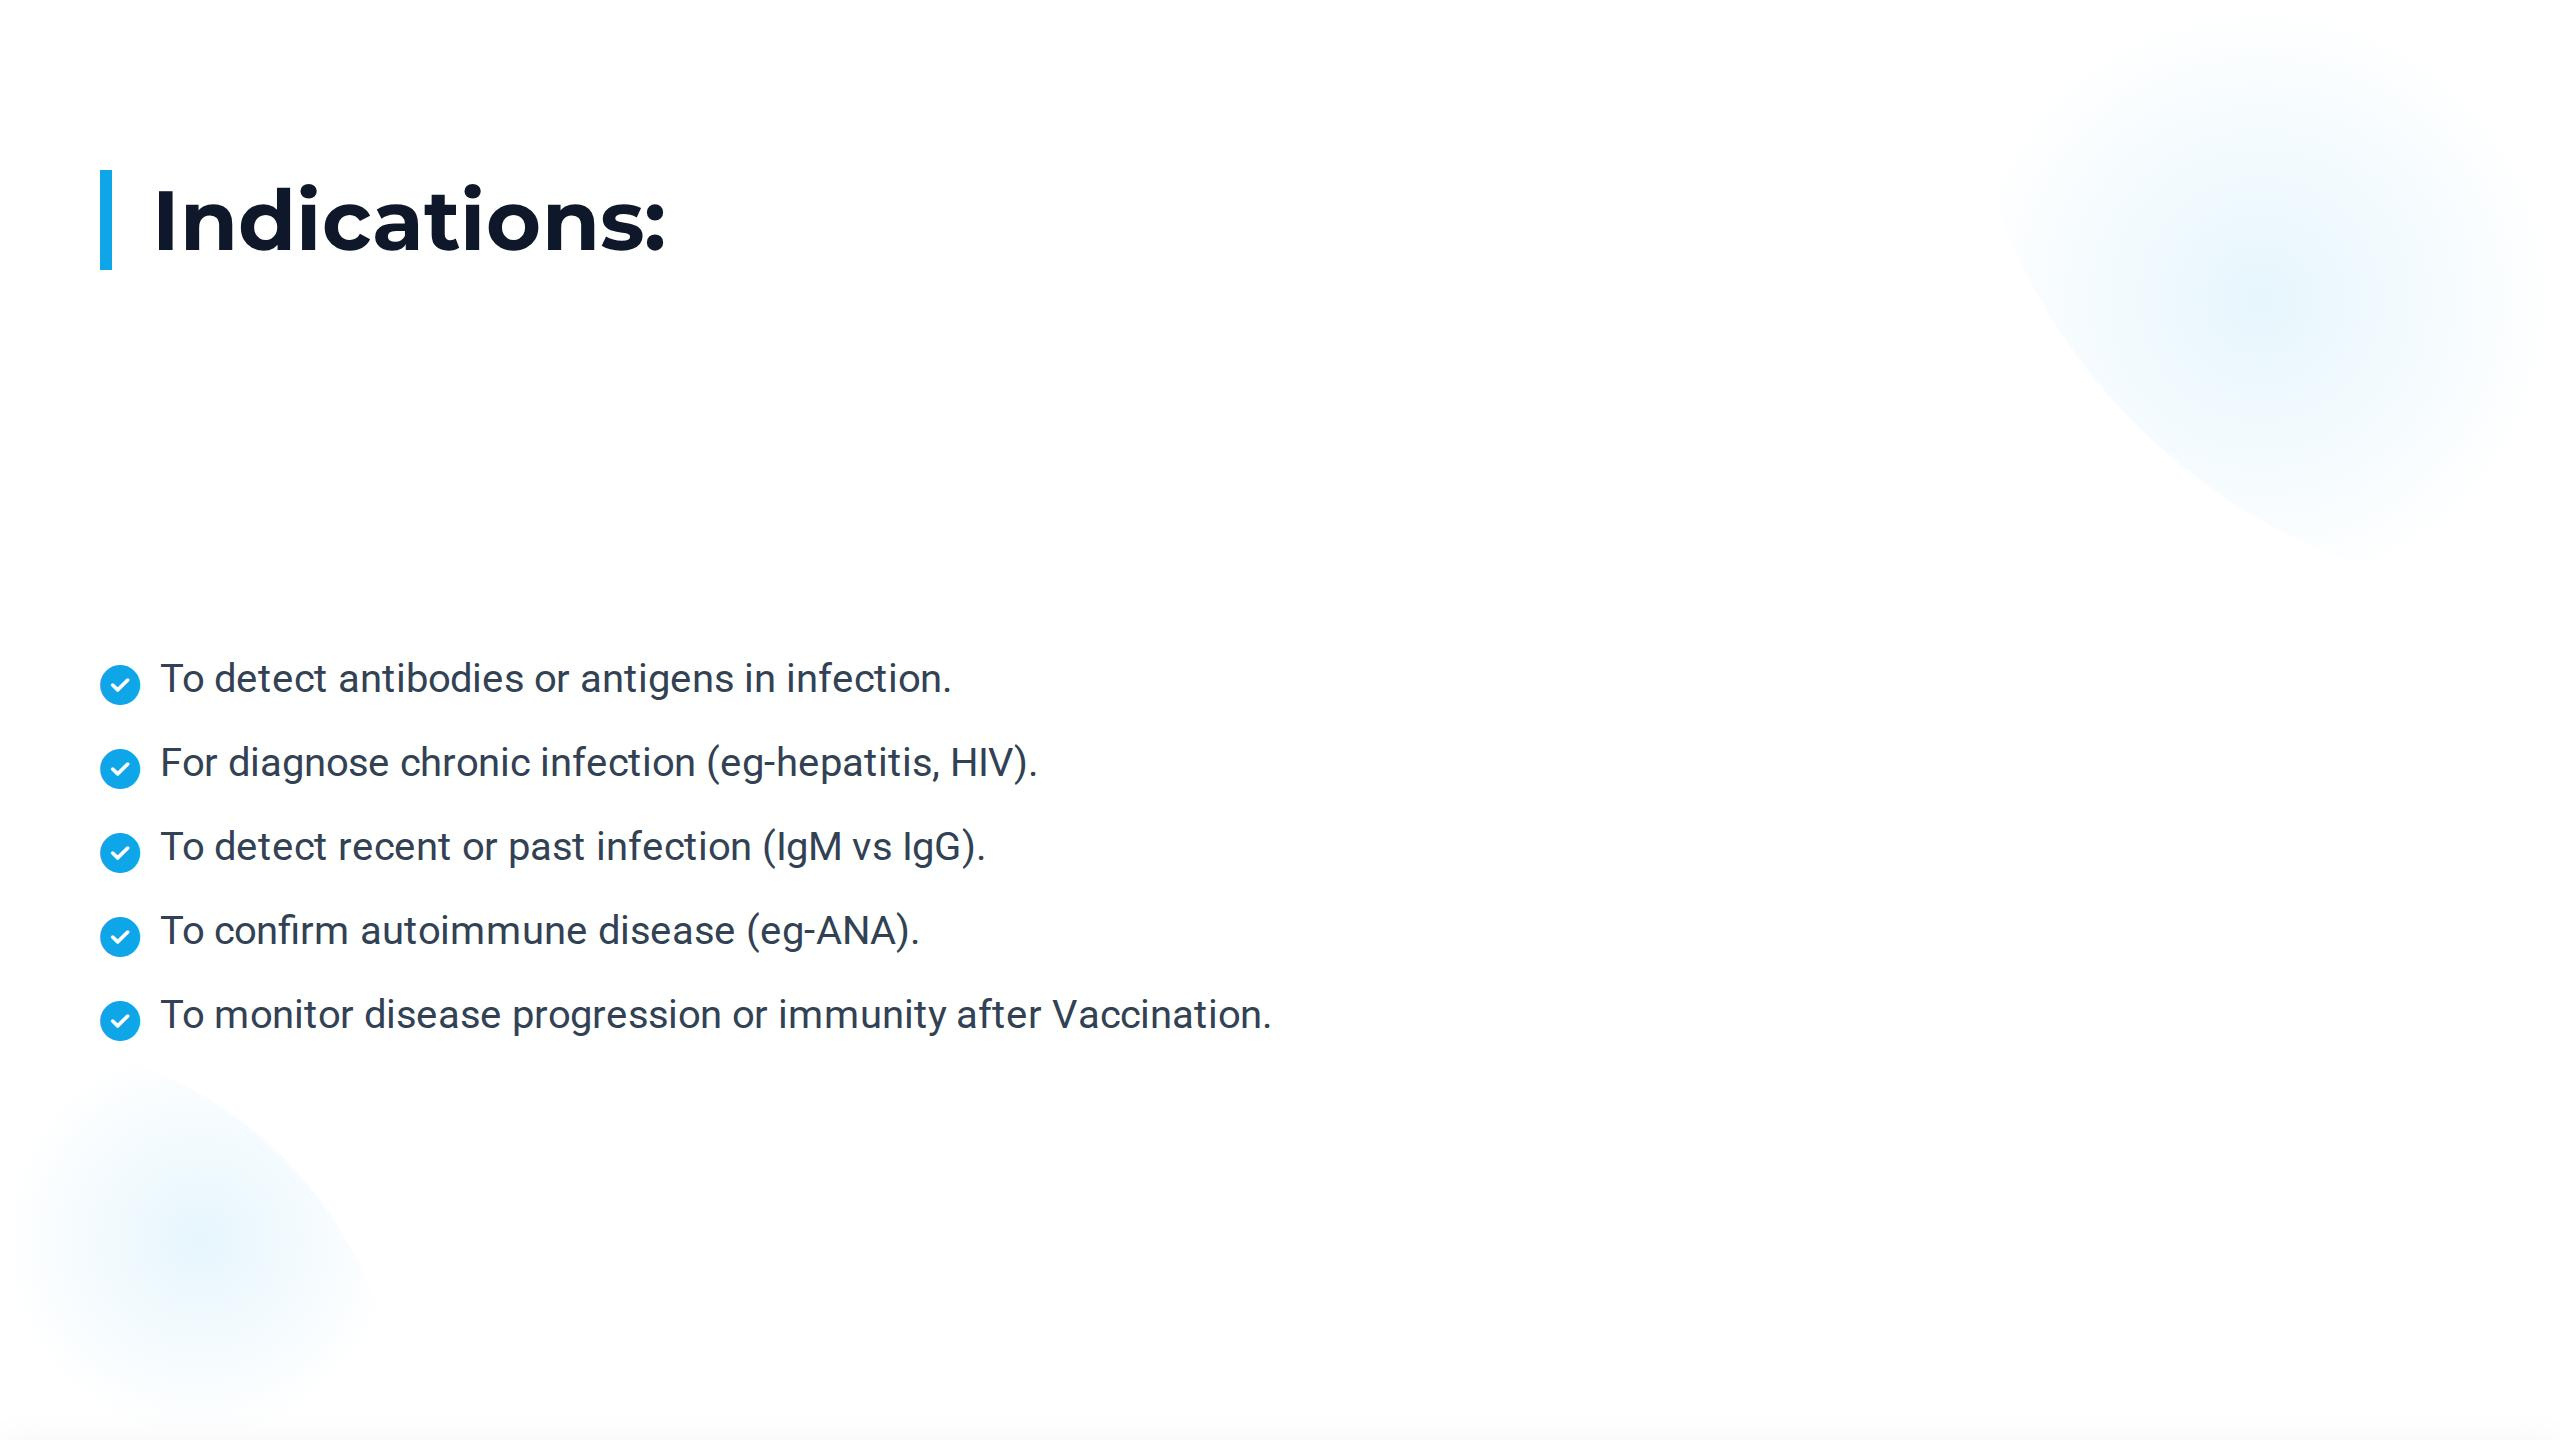 Indications:
To detect antibodies or antigens in infection.
For diagnose chronic infection (eg-hepatitis, HIV).
To detect recent or past infection (IgM vs IgG).
To confirm autoimmune disease (eg-ANA).
To monitor disease progression or immunity after Vaccination.